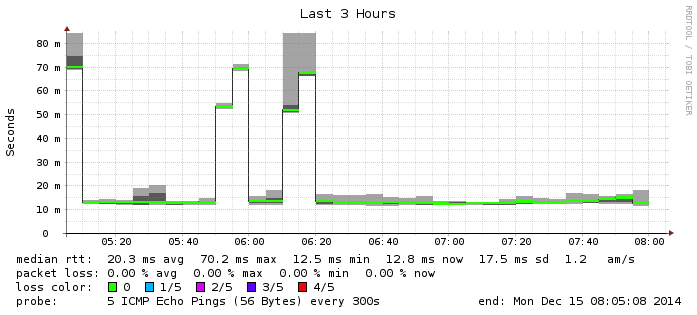 Last 3 Hours
RRDTOOL / TOBI OETIKER
Seconds
80 m
70 m
60 m
50 m
40 m
30 m
20 m
10 m
0
05:20 05:40 06:00 06:20 06:40 07:00 07:20 07:40 08:00
median rtt: 20.3 ms avg 70.2 ms max 12.5 ms min 12.8 ms now 17.5 ms sd 1.2 am/s
packet loss: 0.00 % avg 0.00 % max 0.00 % min 0.00 % now
loss color: 0 1/5 2/5 3/5 4/5
probe: 5 ICMP Echo Pings (56 Bytes) every 300s end: Mon Dec 15 08:05:08 2014